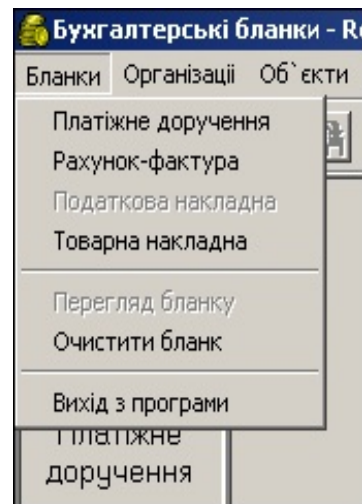 Бухгалтерські бланки - R
Бланки Організації Об`єкти
Платіжне доручення
Рахунок-фактура
Податкова накладна
Товарна накладна
Перегляд бланку
Очистити бланк
Вихід з програми
Платіжне
доручення